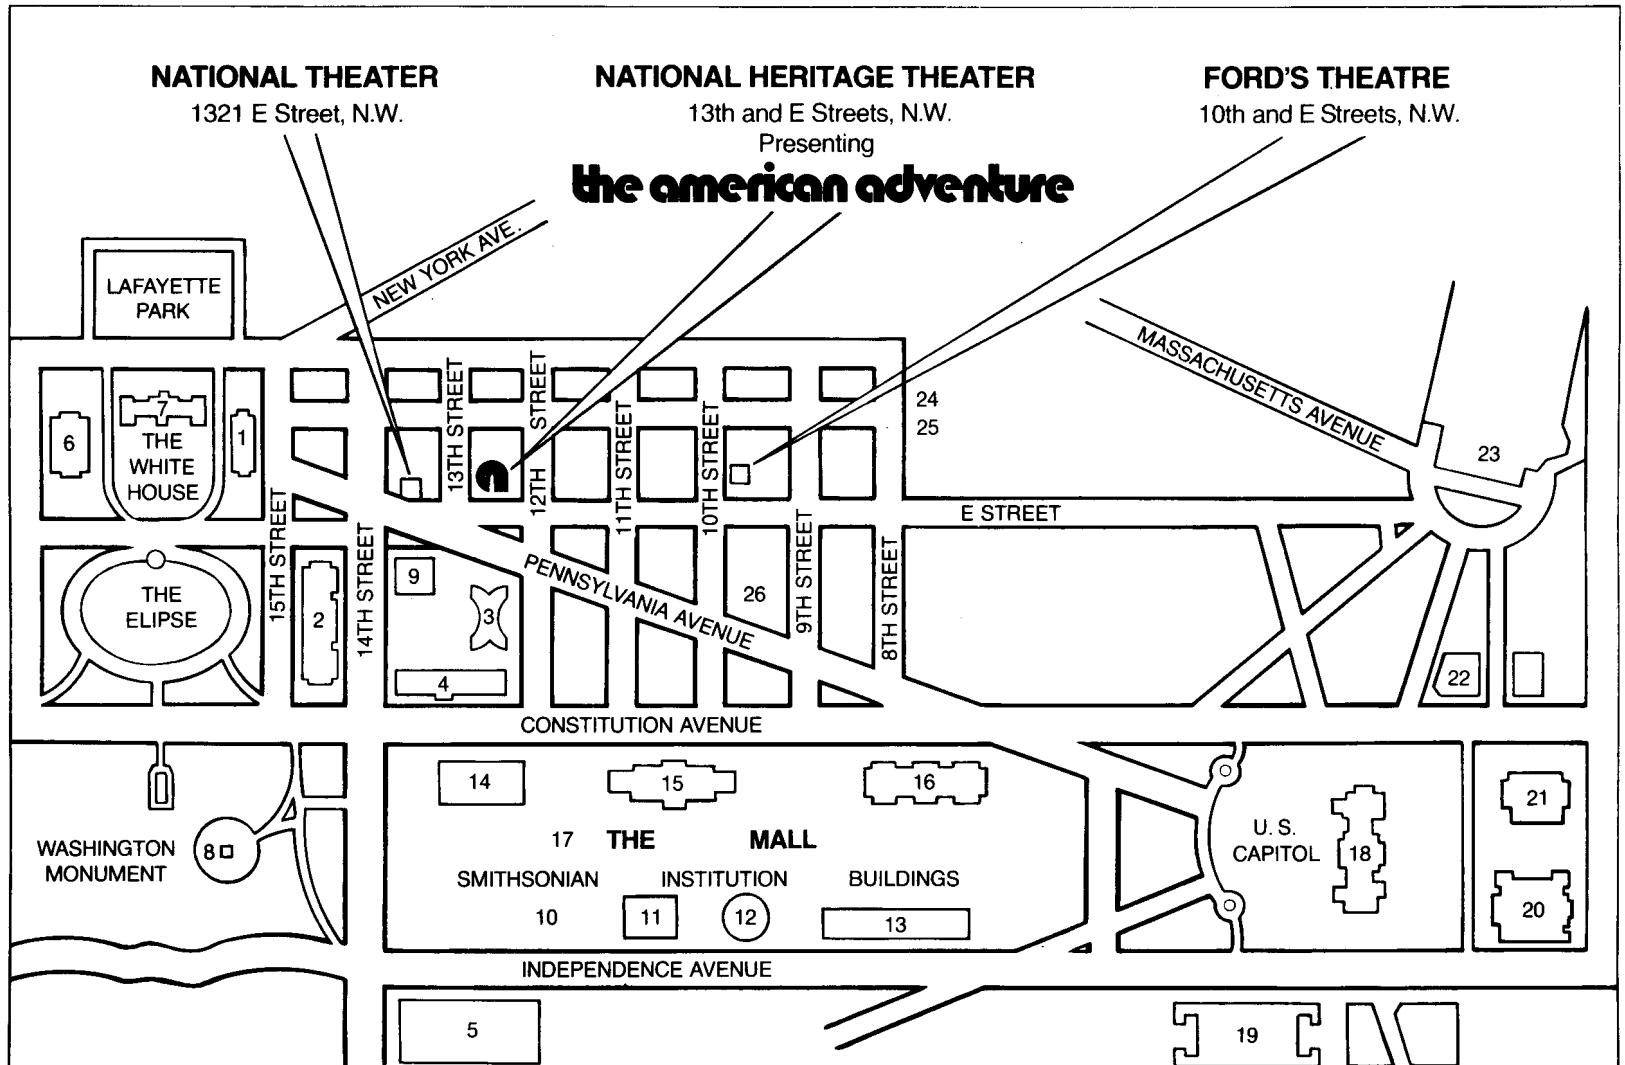 NATIONAL THEATER
1321 E Street, N.W.
NATIONAL HERITAGE THEATER
13th and E Streets, N.W.
Presenting
the american adventure
FORD'S THEATRE
10th and E Streets, N.W.
NEW YORK AVE.
LAFAYETTE
PARK
MASSACHUSETTS AVENUE
13TH STREET
12TH STREET
11TH STREET
10TH STREET
24
25
23
6
7
1
THE
WHITE
HOUSE
E STREET
15TH STREET
14TH STREET
9TH STREET
8TH STREET
PENNSYLVANIA AVENUE
THE
ELIPSE
2
9
3
4
26
22
CONSTITUTION AVENUE
14
15
16
21
17
THE MALL
WASHINGTON
MONUMENT
8
U. S.
CAPITOL
18
SMITHSONIAN INSTITUTION BUILDINGS
10
11
12
13
20
INDEPENDENCE AVENUE
5
19